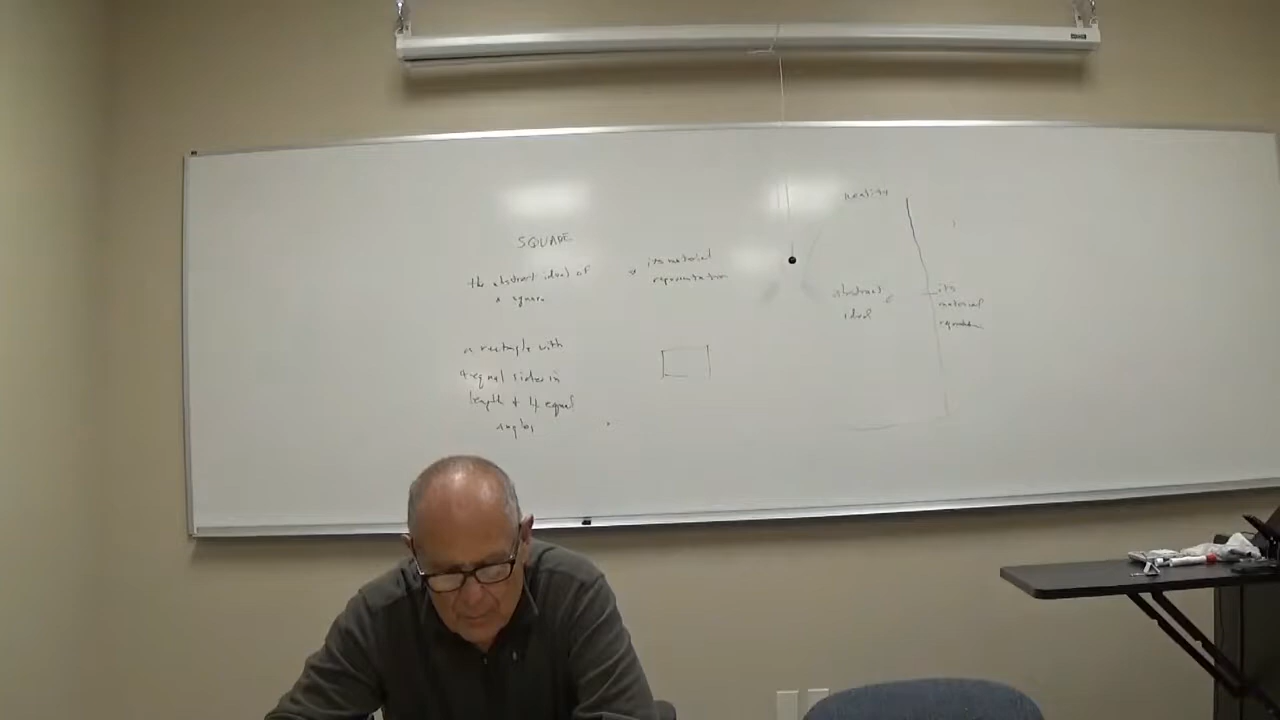 SQUARE
the abstract ideal of
a square
its material
representation
a rectangle with
4 equal sides in
length + 4 equal
angles
reality
abstract
ideal
its
material